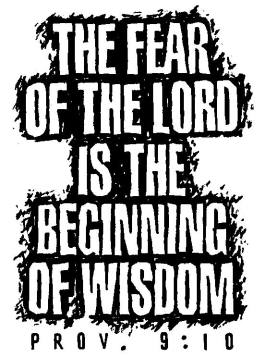 THE FEAR
OF THE LORD
IS THE
BEGINNING
OF WISDOM
PROV. 9:10